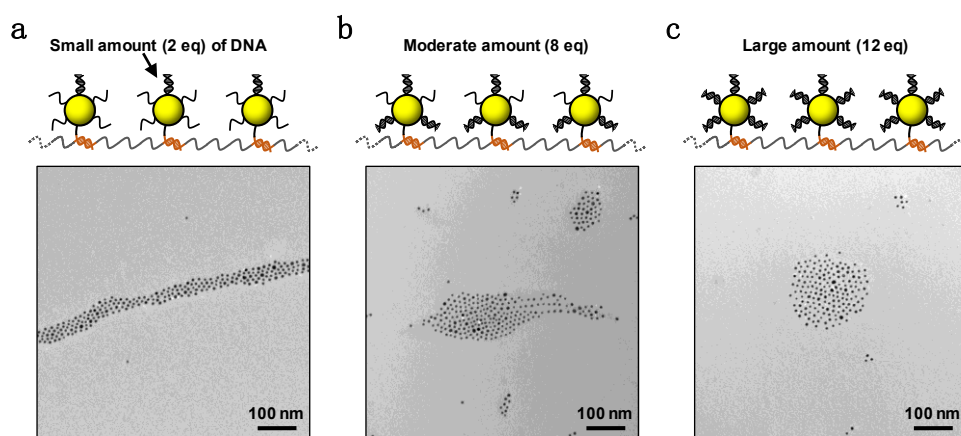 a
Small amount (2 eq) of DNA
100 nm
b
Moderate amount (8 eq)
100 nm
c
Large amount (12 eq)
100 nm